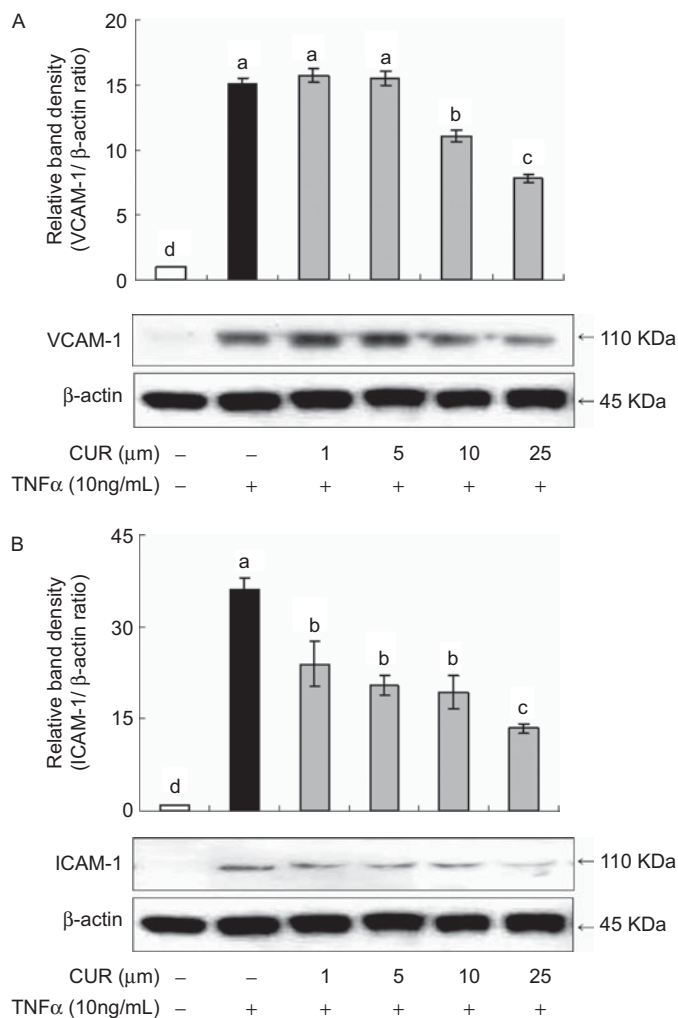 A
Relative band density
(VCAM-1/ β-actin ratio)
20
15
10
5
0
d
a
a
a
b
c
VCAM-1
← 110 KDa
β-actin
← 45 KDa
CUR (μm) – – 1 5 10 25
TNFα (10ng/mL) – + + + + +
B
Relative band density
(ICAM-1/ β-actin ratio)
45
30
15
0
d
a
b
b
b
c
ICAM-1
← 110 KDa
β-actin
← 45 KDa
CUR (μm) – – 1 5 10 25
TNFα (10ng/mL) – + + + + +